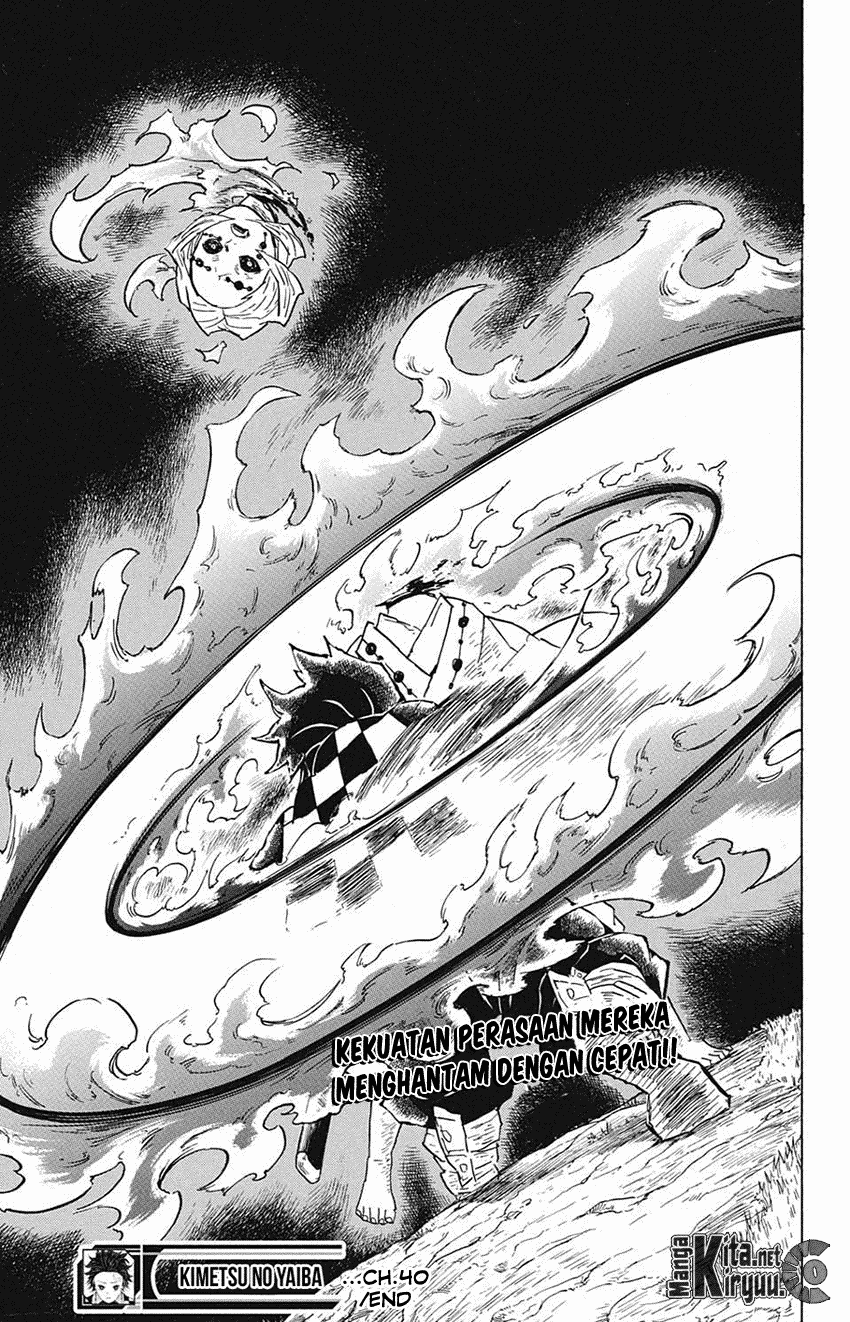 KEKUATAN PERASAAN MEREKA
MENGHANTAM DENGAN CEPAT!!
KIMETSU NO YAIBA
...CH.40
/END
Manga
Kita.net
Kiryuu.